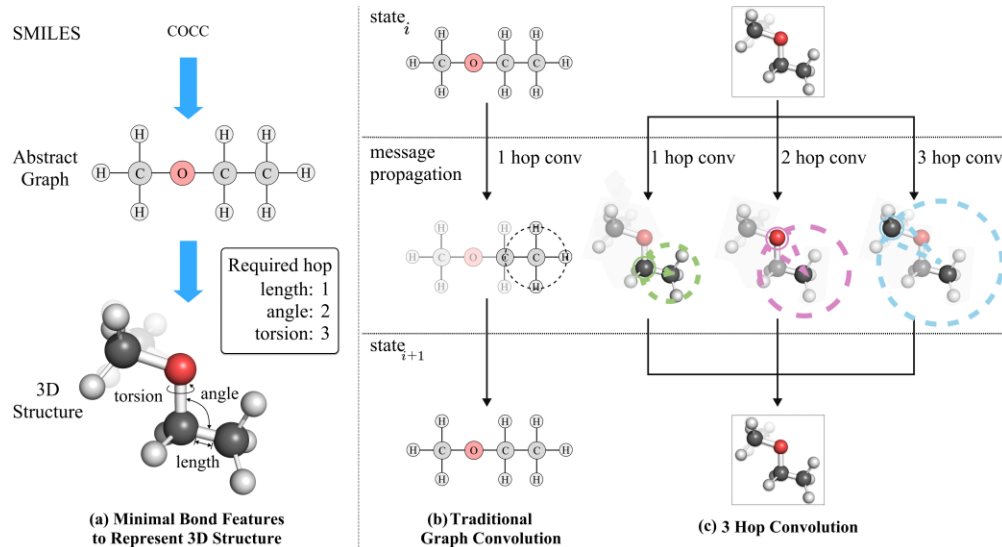 SMILES
COCC
Abstract
Graph
H H H
H C O C C H
H H H
Required hop
length: 1
angle: 2
torsion: 3
3D
Structure
torsion
angle
length
(a) Minimal Bond Features
to Represent 3D Structure
state i
H H H
H C O C C H
H H H
message
propagation
1 hop conv
H H H
H C O C C H
H H H
state i+1
H H H
H C O C C H
H H H
(b) Traditional
Graph Convolution
1 hop conv
2 hop conv
3 hop conv
(c) 3 Hop Convolution